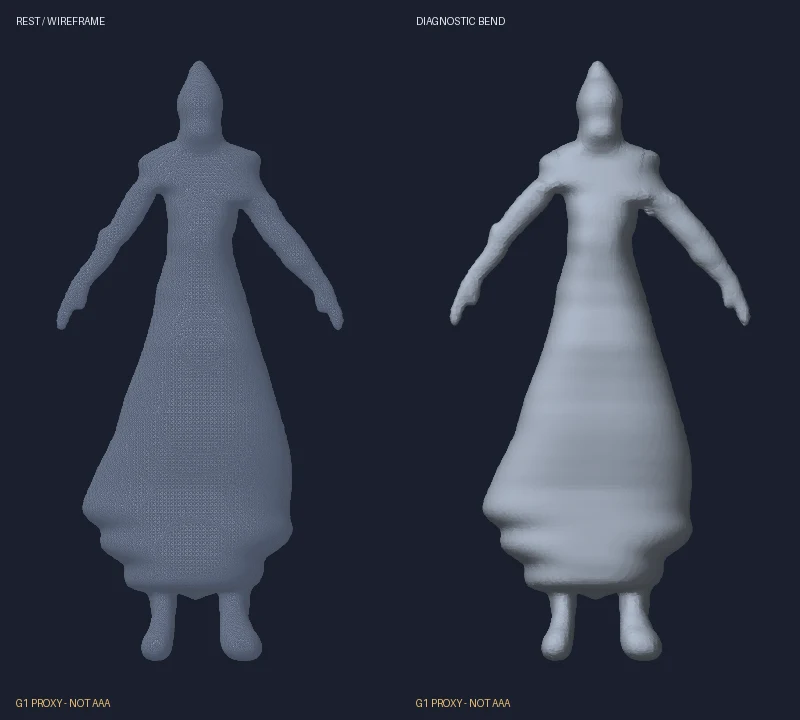 REST / WIREFRAME
DIAGNOSTIC BEND
G1 PROXY - NOT AAA
G1 PROXY - NOT AAA